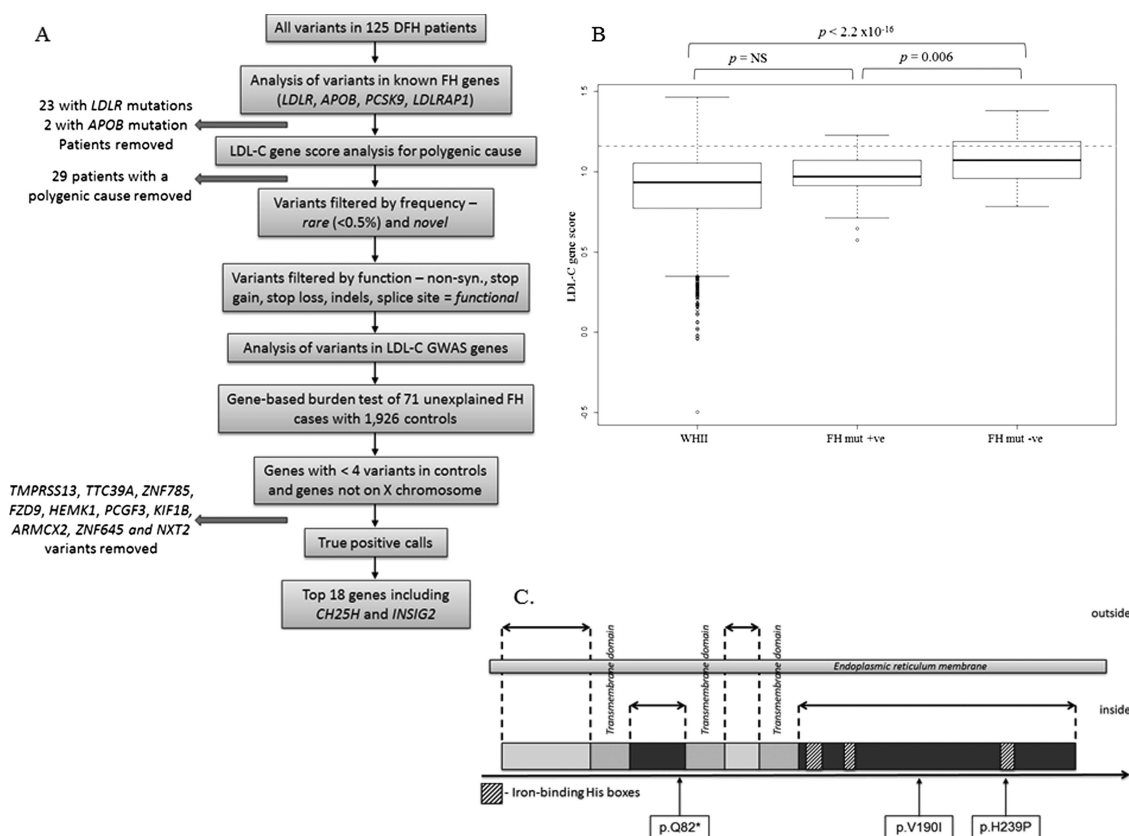 A
All variants in 125 DFH patients
Analysis of variants in known FH genes
(LDLR, APOB, PCSK9, LDLRAP1)
23 with LDLR mutations
2 with APOB mutation
Patients removed
LDL-C gene score analysis for polygenic cause
29 patients with a
polygenic cause removed
Variants filtered by frequency –
rare (<0.5%) and novel
Variants filtered by function – non-syn., stop
gain, stop loss, indels, splice site = functional
Analysis of variants in LDL-C GWAS genes
Gene-based burden test of 71 unexplained FH
cases with 1,926 controls
Genes with < 4 variants in controls
and genes not on X chromosome
TMPRSS13, TTC39A, ZNF785,
FZD9, HEMK1, PCGF3, KIF1B,
ARMCX2, ZNF645 and NXT2
variants removed
True positive calls
Top 18 genes including
CH25H and INSIG2
B
p < 2.2 x10-16
p = NS
p = 0.006
LDL-C gene score
1.5
1.0
0.5
0.0
-0.5
WHII
FH mut +ve
FH mut -ve
C.
outside
Transmembrane domain
Transmembrane domain
Transmembrane domain
Endoplasmic reticulum membrane
inside
- Iron-binding His boxes
p.Q82*
p.V190I
p.H239P